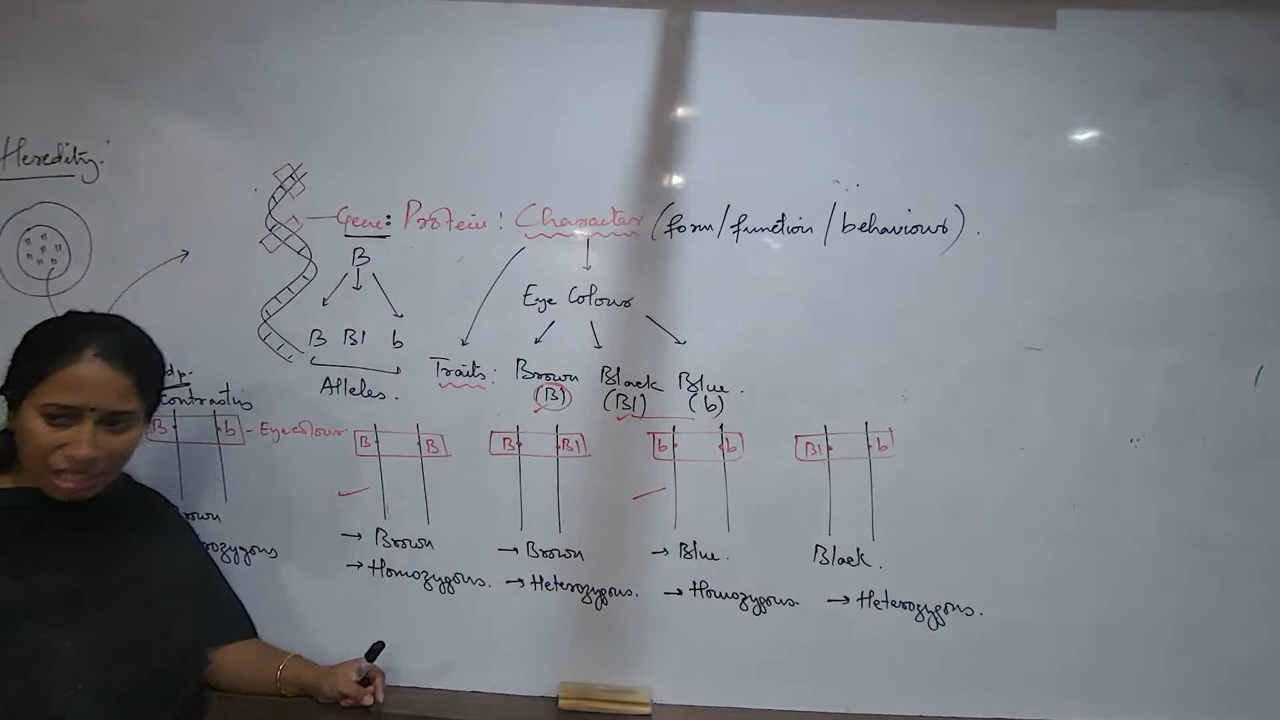 Heredity:
Gene: Protein: Character (form/function/behaviours).
B
Eye Colour
B B1 b
Alleles.
Traits: Brown Black Blue.
(B) (B1) (b)
contrasting
B b - Eye colour
B B
B B1
b b
B1 b
→ Brown
→ Brown
→ Blue.
Black.
→ Homozygous.
→ Heterozygous.
→ Homozygous.
→ Heterozygous.